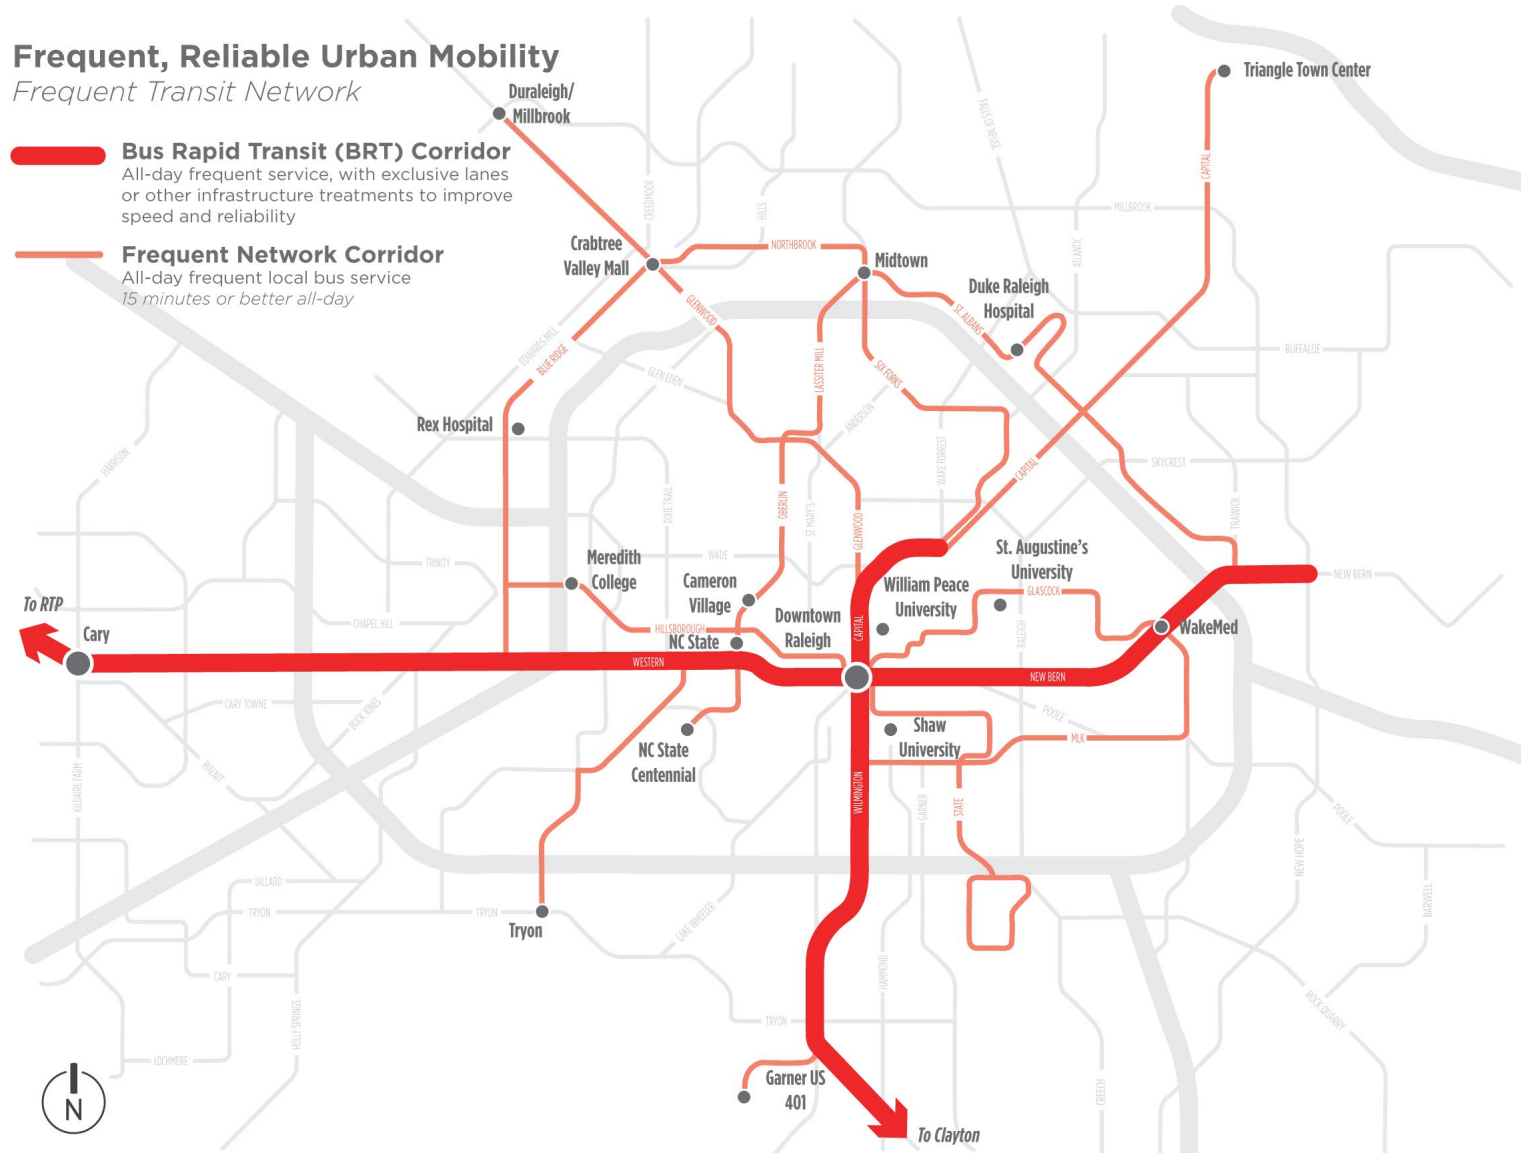 Frequent, Reliable Urban Mobility
Frequent Transit Network
Bus Rapid Transit (BRT) Corridor
All-day frequent service, with exclusive lanes
or other infrastructure treatments to improve
speed and reliability
Frequent Network Corridor
All-day frequent local bus service
15 minutes or better all-day
Duraleigh/
Millbrook
Triangle Town Center
FALLS OF NEUSE
CAPITAL
CREEDMOOR
HILLS
MILLBROOK
ATLANTIC
Crabtree
Valley Mall
NORTHBROOK
Midtown
Duke Raleigh
Hospital
GLENWOOD
ST. ALBANS
EDWARDS MILL
BLUE RIDGE
GLEN EDEN
LASSITER MILL
SIX FORKS
BUFFALOE
Rex Hospital
ANDERSON
HARRISON
WAKE FORREST
CAPITAL
SKYCREST
DIXIE TRAIL
OBERLIN
ST MARY'S
GLENWOOD
TRAWICK
TRINITY
WADE
Meredith
College
Cameron
Village
St. Augustine's
University
William Peace
University
GLASCOCK
NEW BERN
To RTP
Cary
CHAPEL HILL
HILLSBOROUGH
NC State
Downtown
Raleigh
CAPITAL
RALEIGH
WakeMed
WESTERN
NEW BERN
CARY TOWNE
BUCK JONES
POOLE
NC State
Centennial
Shaw
University
MLK
KILDAIRE FARM
WALNUT
WILMINGTON
GARNER
STATE
POOLE
NEW HOPE
DILLARD
TRYON
TRYON
Tryon
LAKE WHEELER
BARWELL
CARY
HAMMOND
HOLLY SPRINGS
TRYON
ROCK QUARRY
LOCHMERE
Garner US
401
CREECH
N
To Clayton